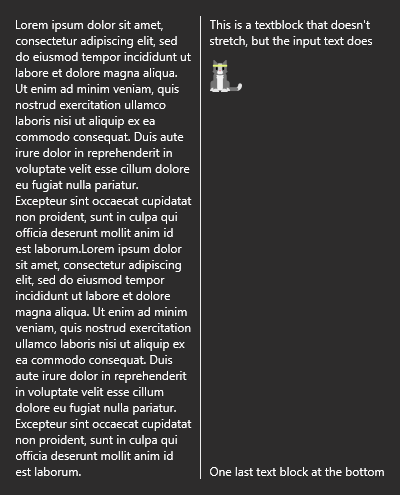 Lorem ipsum dolor sit amet,
consectetur adipiscing elit, sed
do eiusmod tempor incididunt ut
labore et dolore magna aliqua.
Ut enim ad minim veniam, quis
nostrud exercitation ullamco
laboris nisi ut aliquip ex ea
commodo consequat. Duis aute
irure dolor in reprehenderit in
voluptate velit esse cillum dolore
eu fugiat nulla pariatur.
Excepteur sint occaecat cupidatat
non proident, sunt in culpa qui
officia deserunt mollit anim id
est laborum.Lorem ipsum dolor
sit amet, consectetur adipiscing
elit, sed do eiusmod tempor
incididunt ut labore et dolore
magna aliqua. Ut enim ad minim
veniam, quis nostrud exercitation
ullamco laboris nisi ut aliquip ex
ea commodo consequat. Duis
aute irure dolor in reprehenderit
in voluptate velit esse cillum
dolore eu fugiat nulla pariatur.
Excepteur sint occaecat cupidatat
non proident, sunt in culpa qui
officia deserunt mollit anim id
est laborum.
This is a textblock that doesn't
stretch, but the input text does
One last text block at the bottom